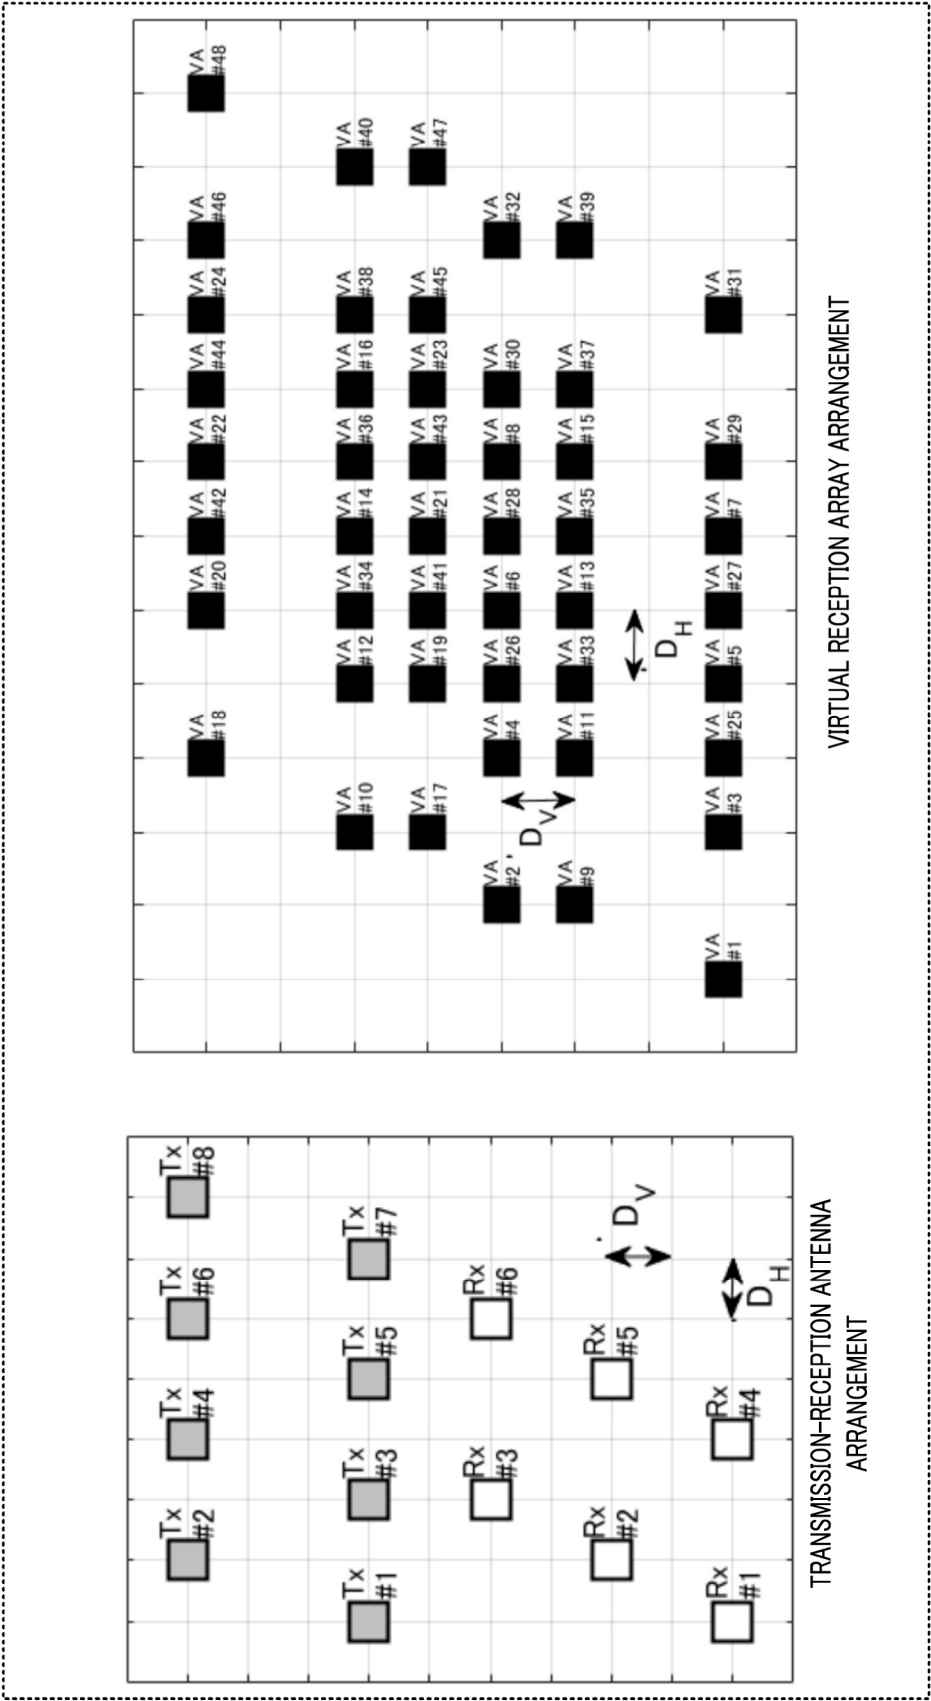 Tx
#2
Tx
#4
Tx
#6
Tx
#8
Tx
#1
Tx
#3
Tx
#5
Tx
#7
Rx
#3
Rx
#6
Rx
#2
Rx
#5
Rx
#1
Rx
#4
DV
DH
TRANSMISSION-RECEPTION ANTENNA
ARRANGEMENT
VA
#18
VA
#20
VA
#42
VA
#22
VA
#44
VA
#24
VA
#46
VA
#48
VA
#10
VA
#12
VA
#34
VA
#14
VA
#36
VA
#16
VA
#38
VA
#40
VA
#17
VA
#19
VA
#41
VA
#21
VA
#43
VA
#23
VA
#45
VA
#47
VA
#2
VA
#4
VA
#26
VA
#6
VA
#28
VA
#8
VA
#30
VA
#32
DV
VA
#9
VA
#11
VA
#33
VA
#13
VA
#35
VA
#15
VA
#37
VA
#39
DH
VA
#1
VA
#3
VA
#25
VA
#5
VA
#27
VA
#7
VA
#29
VA
#31
VIRTUAL RECEPTION ARRAY ARRANGEMENT